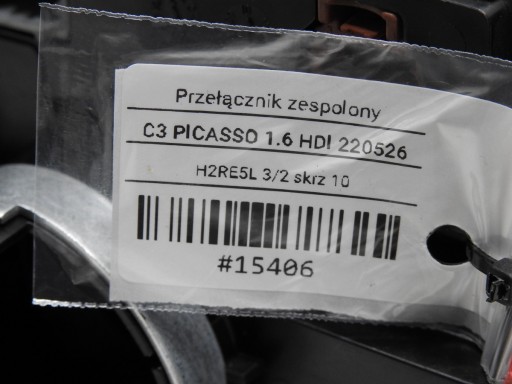 Przełącznik zespolony
C3 PICASSO 1.6 HDI 220526
H2RE5L 3/2 skrz 10
#15406